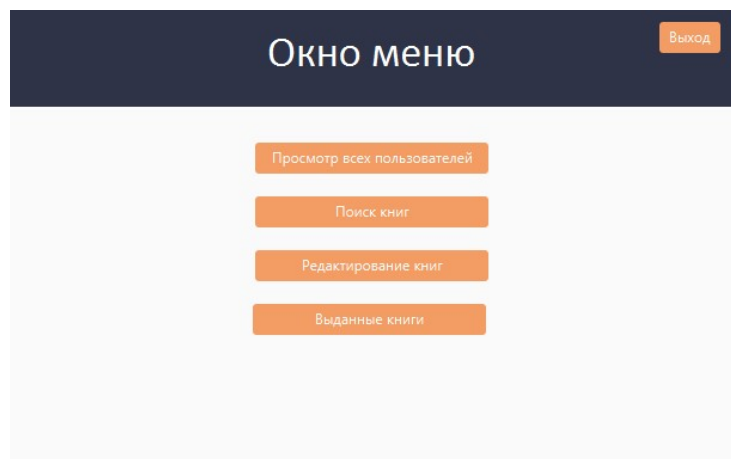 Окно меню
Выход
Просмотр всех пользователей
Поиск книг
Редактирование книг
Выданные книги